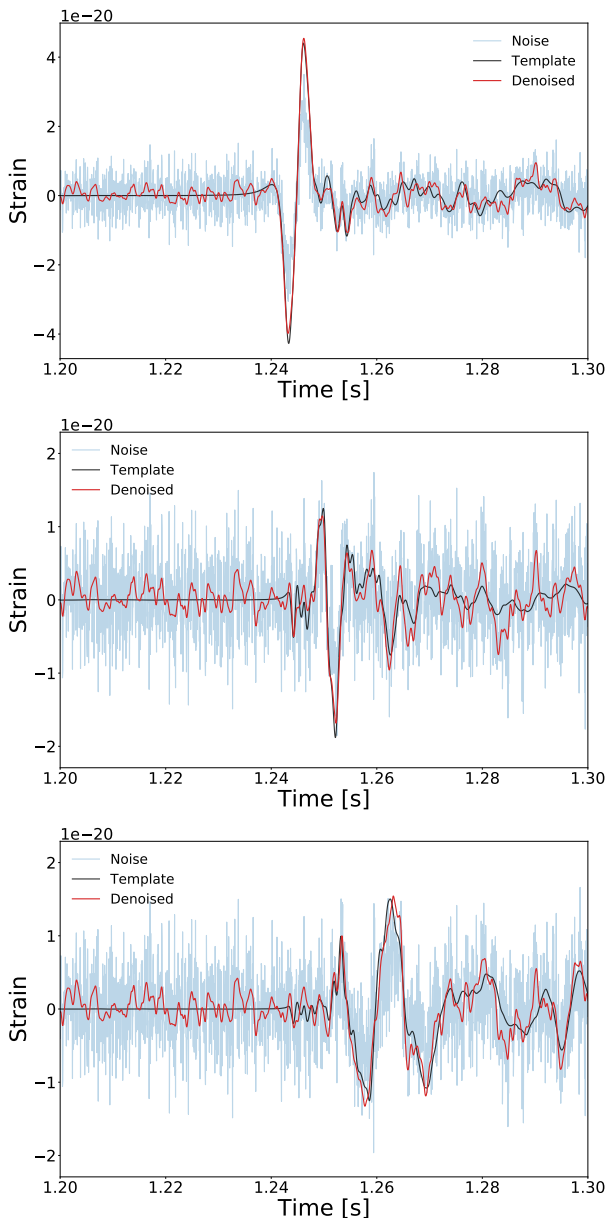 1e−20
Noise
Template
Denoised
4
2
0
−2
−4
Strain
1.20 1.22 1.24 1.26 1.28 1.30
Time [s]
1e−20
Noise
Template
Denoised
2
1
0
−1
−2
Strain
1.20 1.22 1.24 1.26 1.28 1.30
Time [s]
1e−20
Noise
Template
Denoised
2
1
0
−1
−2
Strain
1.20 1.22 1.24 1.26 1.28 1.30
Time [s]